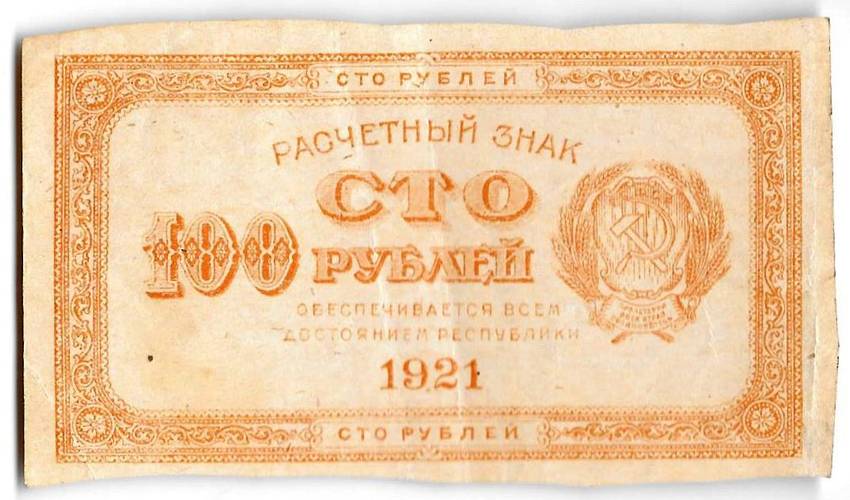 СТО РУБЛЕЙ
РАСЧЕТНЫЙ ЗНАК
СТО
100 РУБЛЕЙ
ОБЕСПЕЧИВАЕТСЯ ВСЕМ
ДОСТОЯНИЕМ РЕСПУБЛИКИ
1921
СТО РУБЛЕЙ